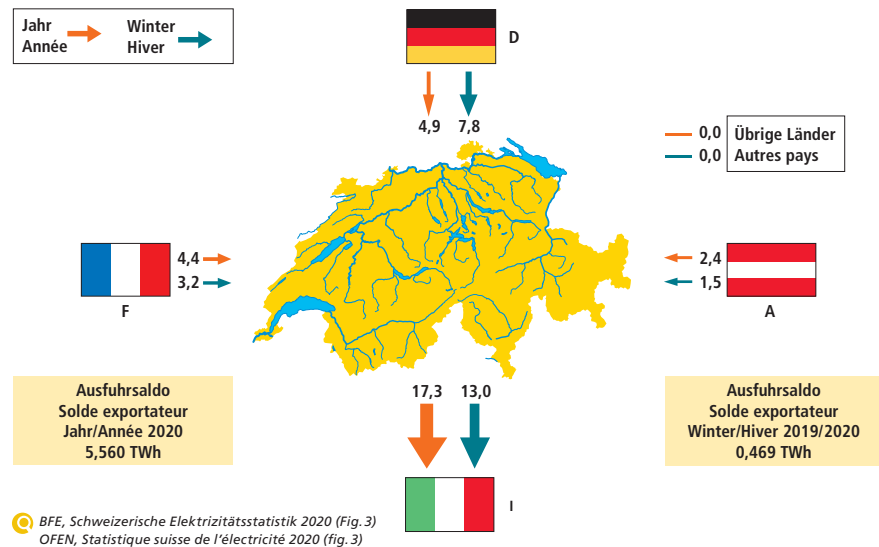 Jahr
Année
Winter
Hiver
D
4,9 7,8
0,0 Übrige Länder
0,0 Autres pays
4,4
3,2
F
2,4
1,5
A
Ausfuhrsaldo
Solde exportateur
Jahr/Année 2020
5,560 TWh
17,3 13,0
Ausfuhrsaldo
Solde exportateur
Winter/Hiver 2019/2020
0,469 TWh
I
BFE, Schweizerische Elektrizitätsstatistik 2020 (Fig. 3)
OFEN, Statistique suisse de l'électricité 2020 (fig. 3)